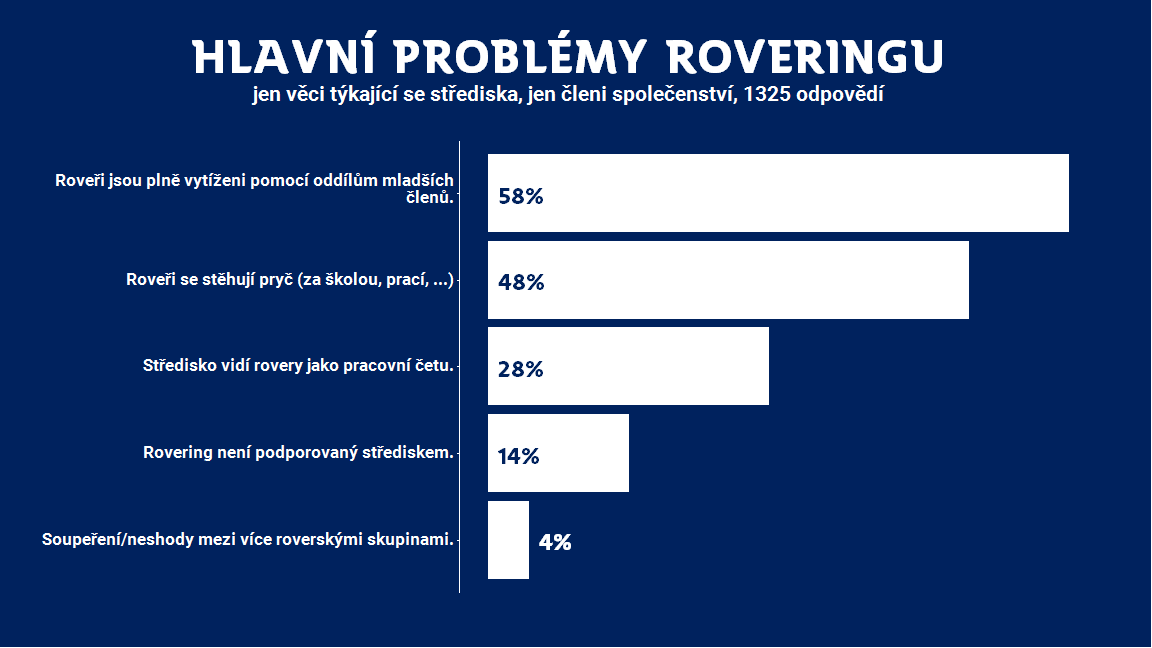 HLAVNÍ PROBLÉMY ROVERINGU
jen věci týkající se střediska, jen členi společenství, 1325 odpovědí
Roveři jsou plně vytíženi pomocí oddílům mladších
členů.
58%
Roveři se stěhují pryč (za školou, prací, ...)
48%
Středisko vidí rovery jako pracovní četu.
28%
Rovering není podporovaný střediskem.
14%
Soupeření/neshody mezi více roverskými skupinami.
4%